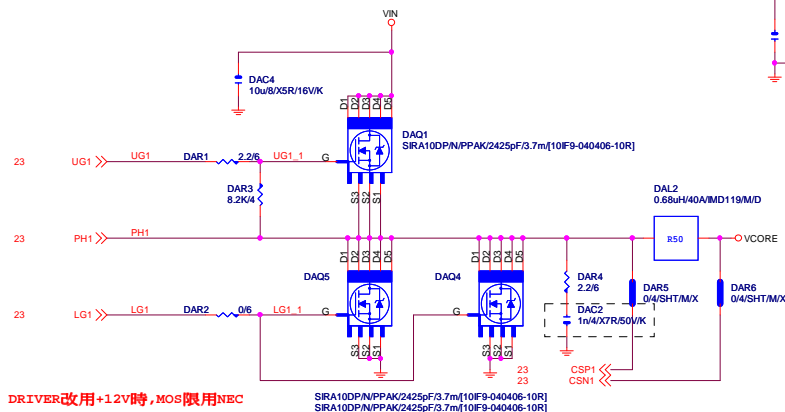 VIN
DAC4
10u/8/X5R/16V/K
D1
D2
D3
D4
D5
DAQ1
SIRA10DP/N/PPAK/2425pF/3.7m/[10IF9-040406-10R]
23
UG1
UG1
DAR1
2.2/6
UG1_1
G
S3
S2
S1
DAR3
8.2K/4
DAL2
0.68uH/40A/IMD119/M/D
23
PH1
PH1
R50
VCORE
D1
D2
D3
D4
D5
DAQ5
D1
D2
D3
D4
D5
DAQ4
DAR4
2.2/6
DAR5
0/4/SHT/M/X
DAR6
0/4/SHT/M/X
23
LG1
LG1
DAR2
0/6
LG1_1
G
G
DAC2
1n/4/X7R/50V/K
S3
S2
S1
S3
S2
S1
23
CSP1
23
CSN1
DRIVER改用+12V時,MOS限用NEC
SIRA10DP/N/PPAK/2425pF/3.7m/[10IF9-040406-10R]
SIRA10DP/N/PPAK/2425pF/3.7m/[10IF9-040406-10R]